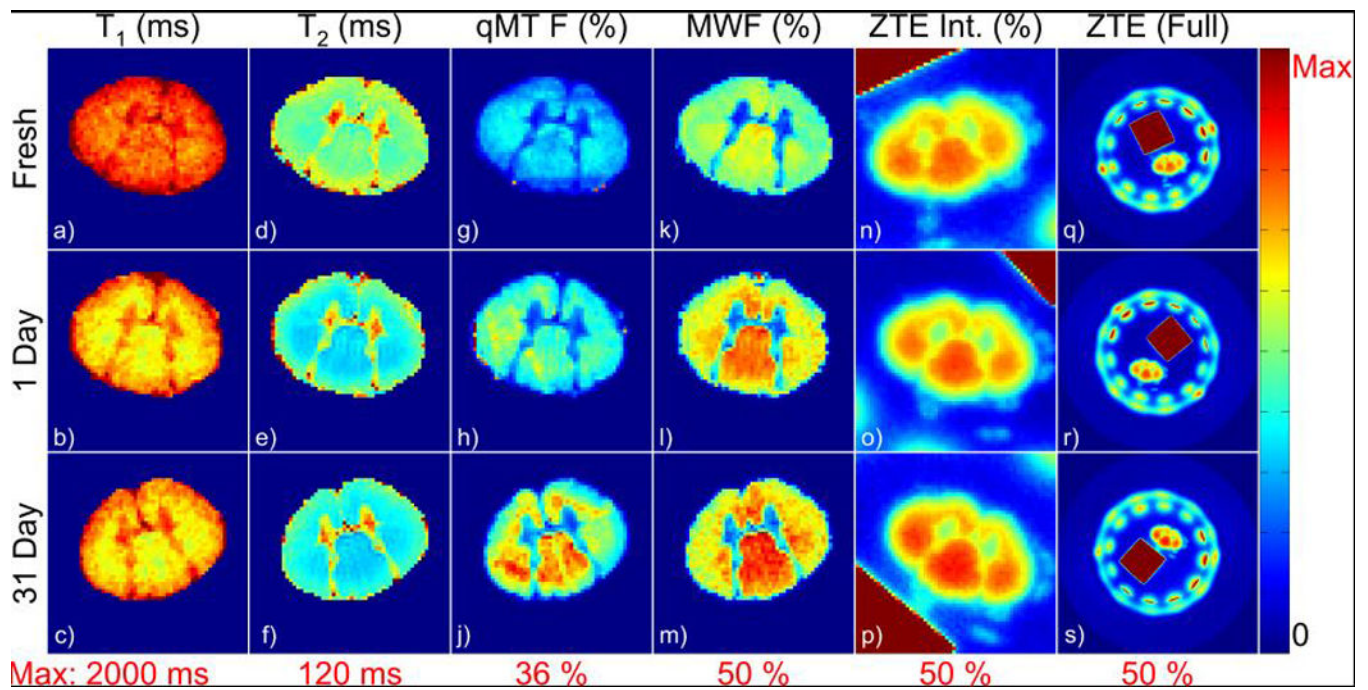 T₁ (ms) T₂ (ms) qMT F (%) MWF (%) ZTE Int. (%) ZTE (Full)
Max
Fresh
a) d) g) k) n) q)
1 Day
b) e) h) l) o) r)
31 Day
c) f) j) m) p) s)
0
Max: 2000 ms 120 ms 36 % 50 % 50 % 50 %